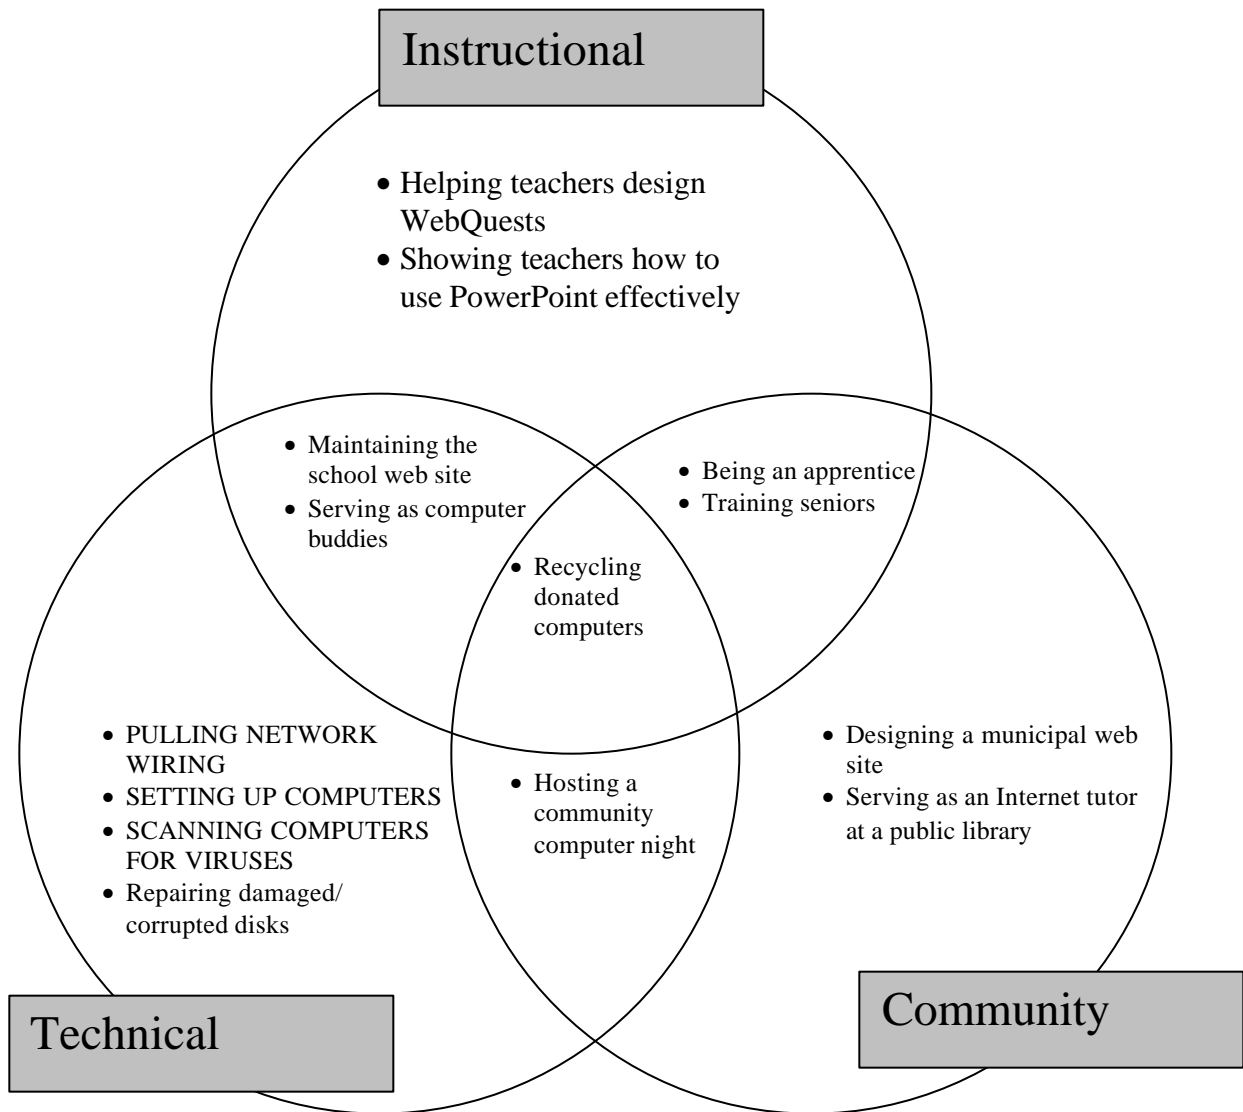 Instructional
• Helping teachers design
WebQuests
• Showing teachers how to
use PowerPoint effectively
• Maintaining the
school web site
• Serving as computer
buddies
• Being an apprentice
• Training seniors
• Recycling
donated
computers
• PULLING NETWORK
WIRING
• SETTING UP COMPUTERS
• SCANNING COMPUTERS
FOR VIRUSES
• Repairing damaged/
corrupted disks
• Hosting a
community
computer night
• Designing a municipal web
site
• Serving as an Internet tutor
at a public library
Technical
Community